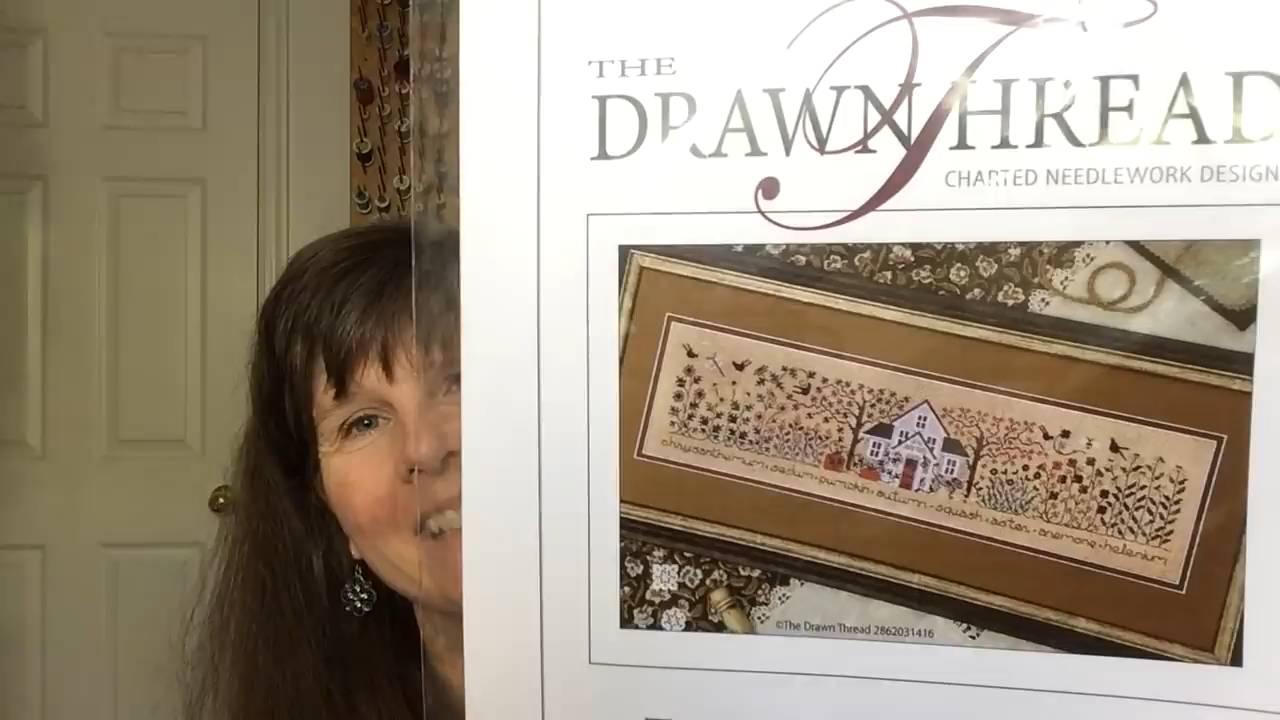 THE
DRAWN THREAD
CHARTED NEEDLEWORK DESIGN
chrysanthemum • sedum • pumpkin • autumn • squash • aster • anemone • helenium
©The Drawn Thread 2862031416